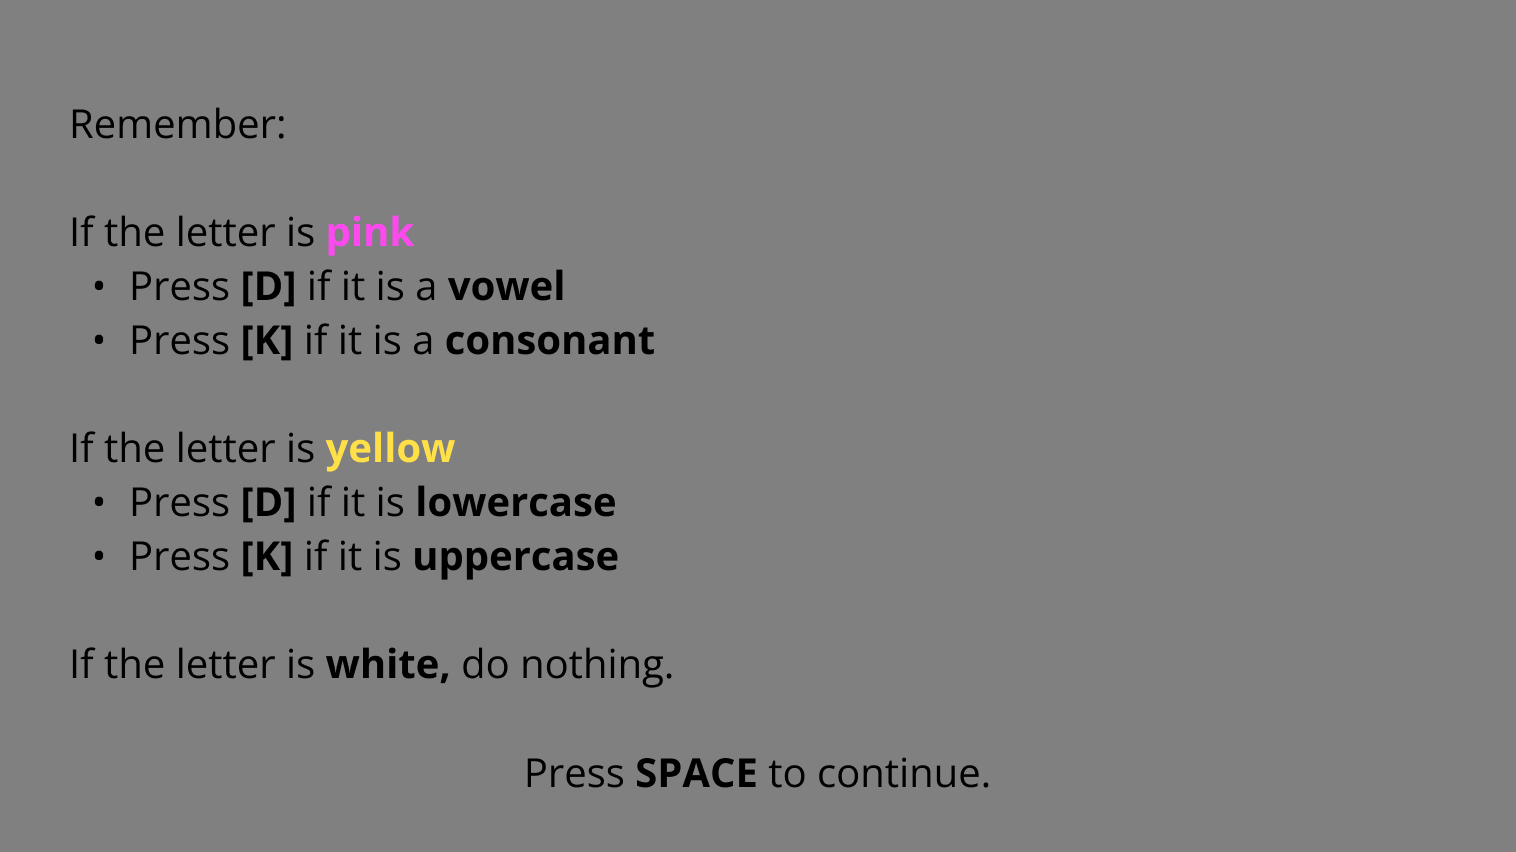 Remember:
If the letter is pink
• Press [D] if it is a vowel
• Press [K] if it is a consonant
If the letter is yellow
• Press [D] if it is lowercase
• Press [K] if it is uppercase
If the letter is white, do nothing.
Press SPACE to continue.